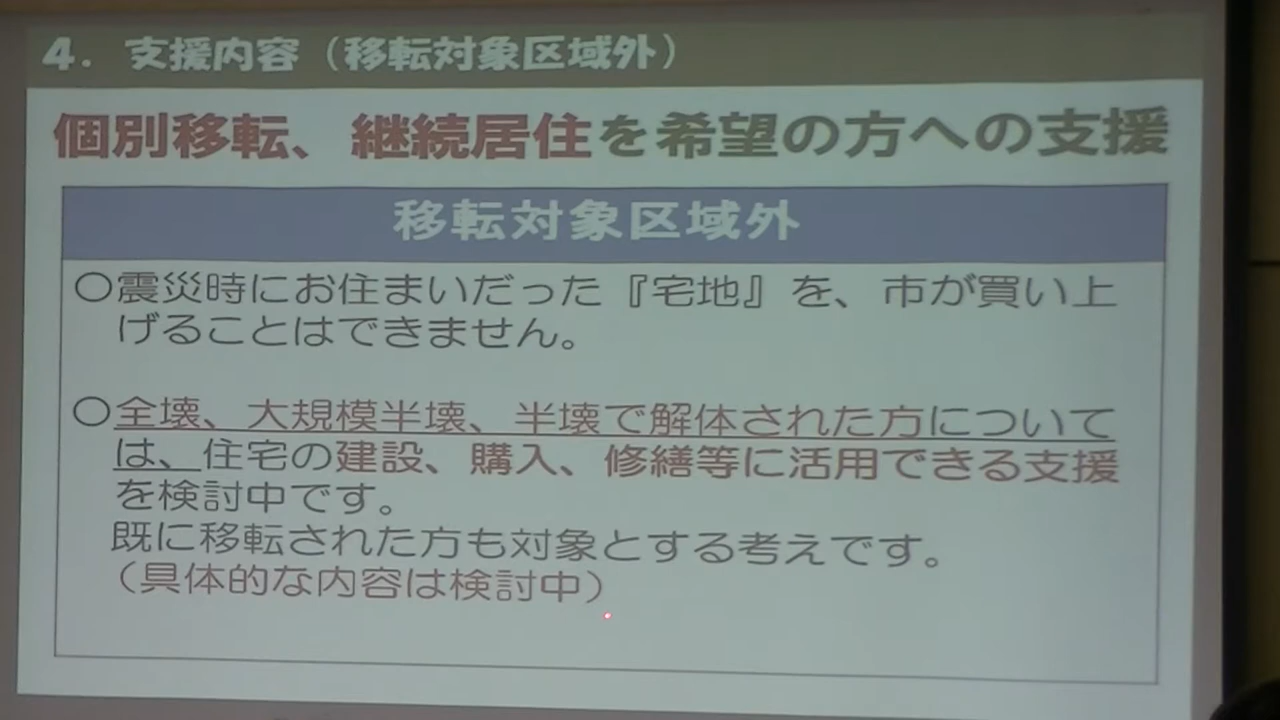 4．支援内容（移転対象区域外）
個別移転、継続居住を希望の方への支援
移転対象区域外
○震災時にお住まいだった『宅地』を、市が買い上
げることはできません。
○全壊、大規模半壊、半壊で解体された方について
は、住宅の建設、購入、修繕等に活用できる支援
を検討中です。
既に移転された方も対象とする考えです。
（具体的な内容は検討中）